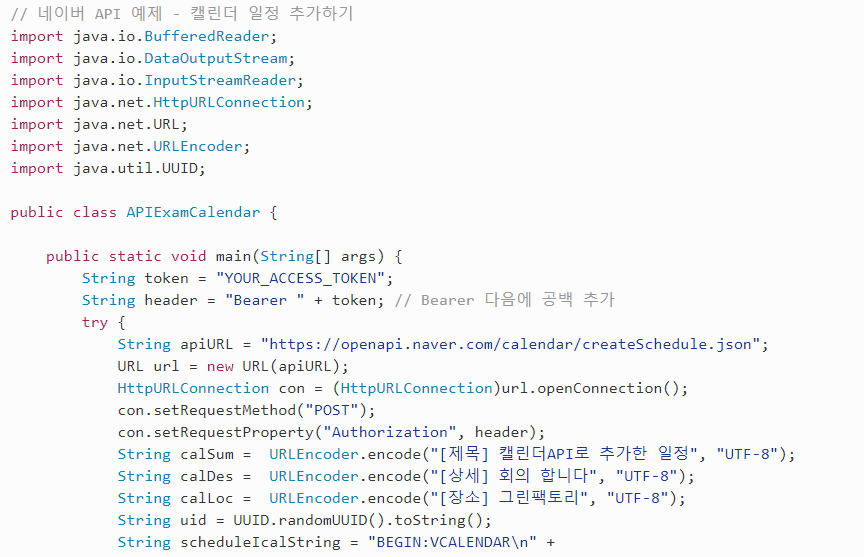 // 네이버 API 예제 - 캘린더 일정 추가하기
import java.io.BufferedReader;
import java.io.DataOutputStream;
import java.io.InputStreamReader;
import java.net.HttpURLConnection;
import java.net.URL;
import java.net.URLEncoder;
import java.util.UUID;

public class APIExamCalendar {

    public static void main(String[] args) {
        String token = "YOUR_ACCESS_TOKEN";
        String header = "Bearer " + token; // Bearer 다음에 공백 추가
        try {
            String apiURL = "https://openapi.naver.com/calendar/createSchedule.json";
            URL url = new URL(apiURL);
            HttpURLConnection con = (HttpURLConnection)url.openConnection();
            con.setRequestMethod("POST");
            con.setRequestProperty("Authorization", header);
            String calSum =  URLEncoder.encode("[제목] 캘린더API로 추가한 일정", "UTF-8");
            String calDes =  URLEncoder.encode("[상세] 회의 합니다", "UTF-8");
            String calLoc =  URLEncoder.encode("[장소] 그린팩토리", "UTF-8");
            String uid = UUID.randomUUID().toString();
            String scheduleIcalString = "BEGIN:VCALENDAR\n" +